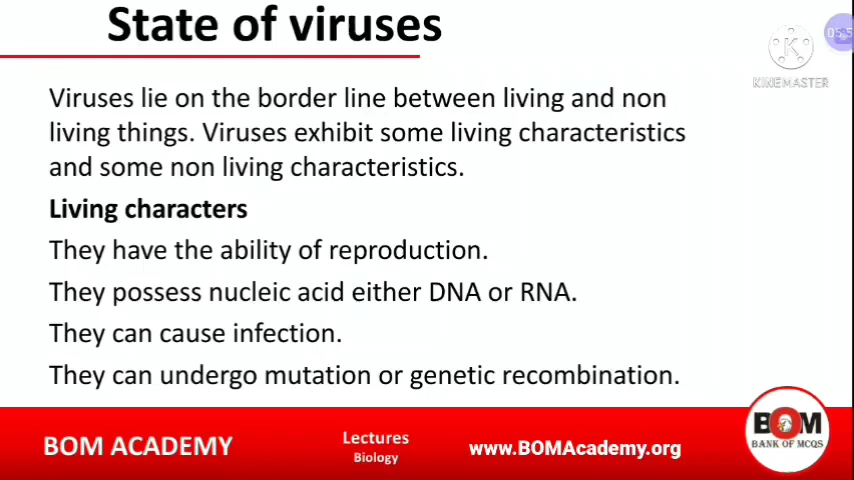 State of viruses
KINEMASTER
Viruses lie on the border line between living and non
living things. Viruses exhibit some living characteristics
and some non living characteristics.
Living characters
They have the ability of reproduction.
They possess nucleic acid either DNA or RNA.
They can cause infection.
They can undergo mutation or genetic recombination.
BOM ACADEMY
Lectures
Biology
www.BOMAcademy.org
BOM
BANK OF MCQS